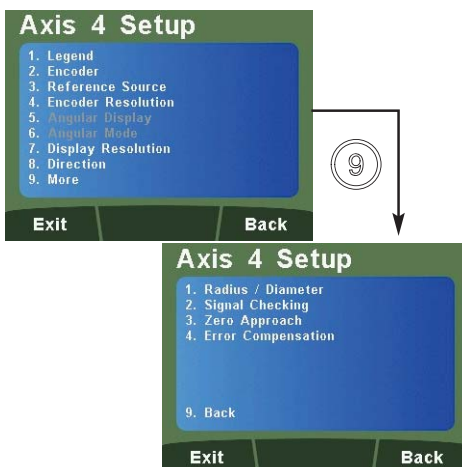 Axis 4 Setup
1. Legend
2. Encoder
3. Reference Source
4. Encoder Resolution
5. Angular Display
6. Angular Mode
7. Display Resolution
8. Direction
9. More
Exit Back
9
Axis 4 Setup
1. Radius / Diameter
2. Signal Checking
3. Zero Approach
4. Error Compensation
9. Back
Exit Back